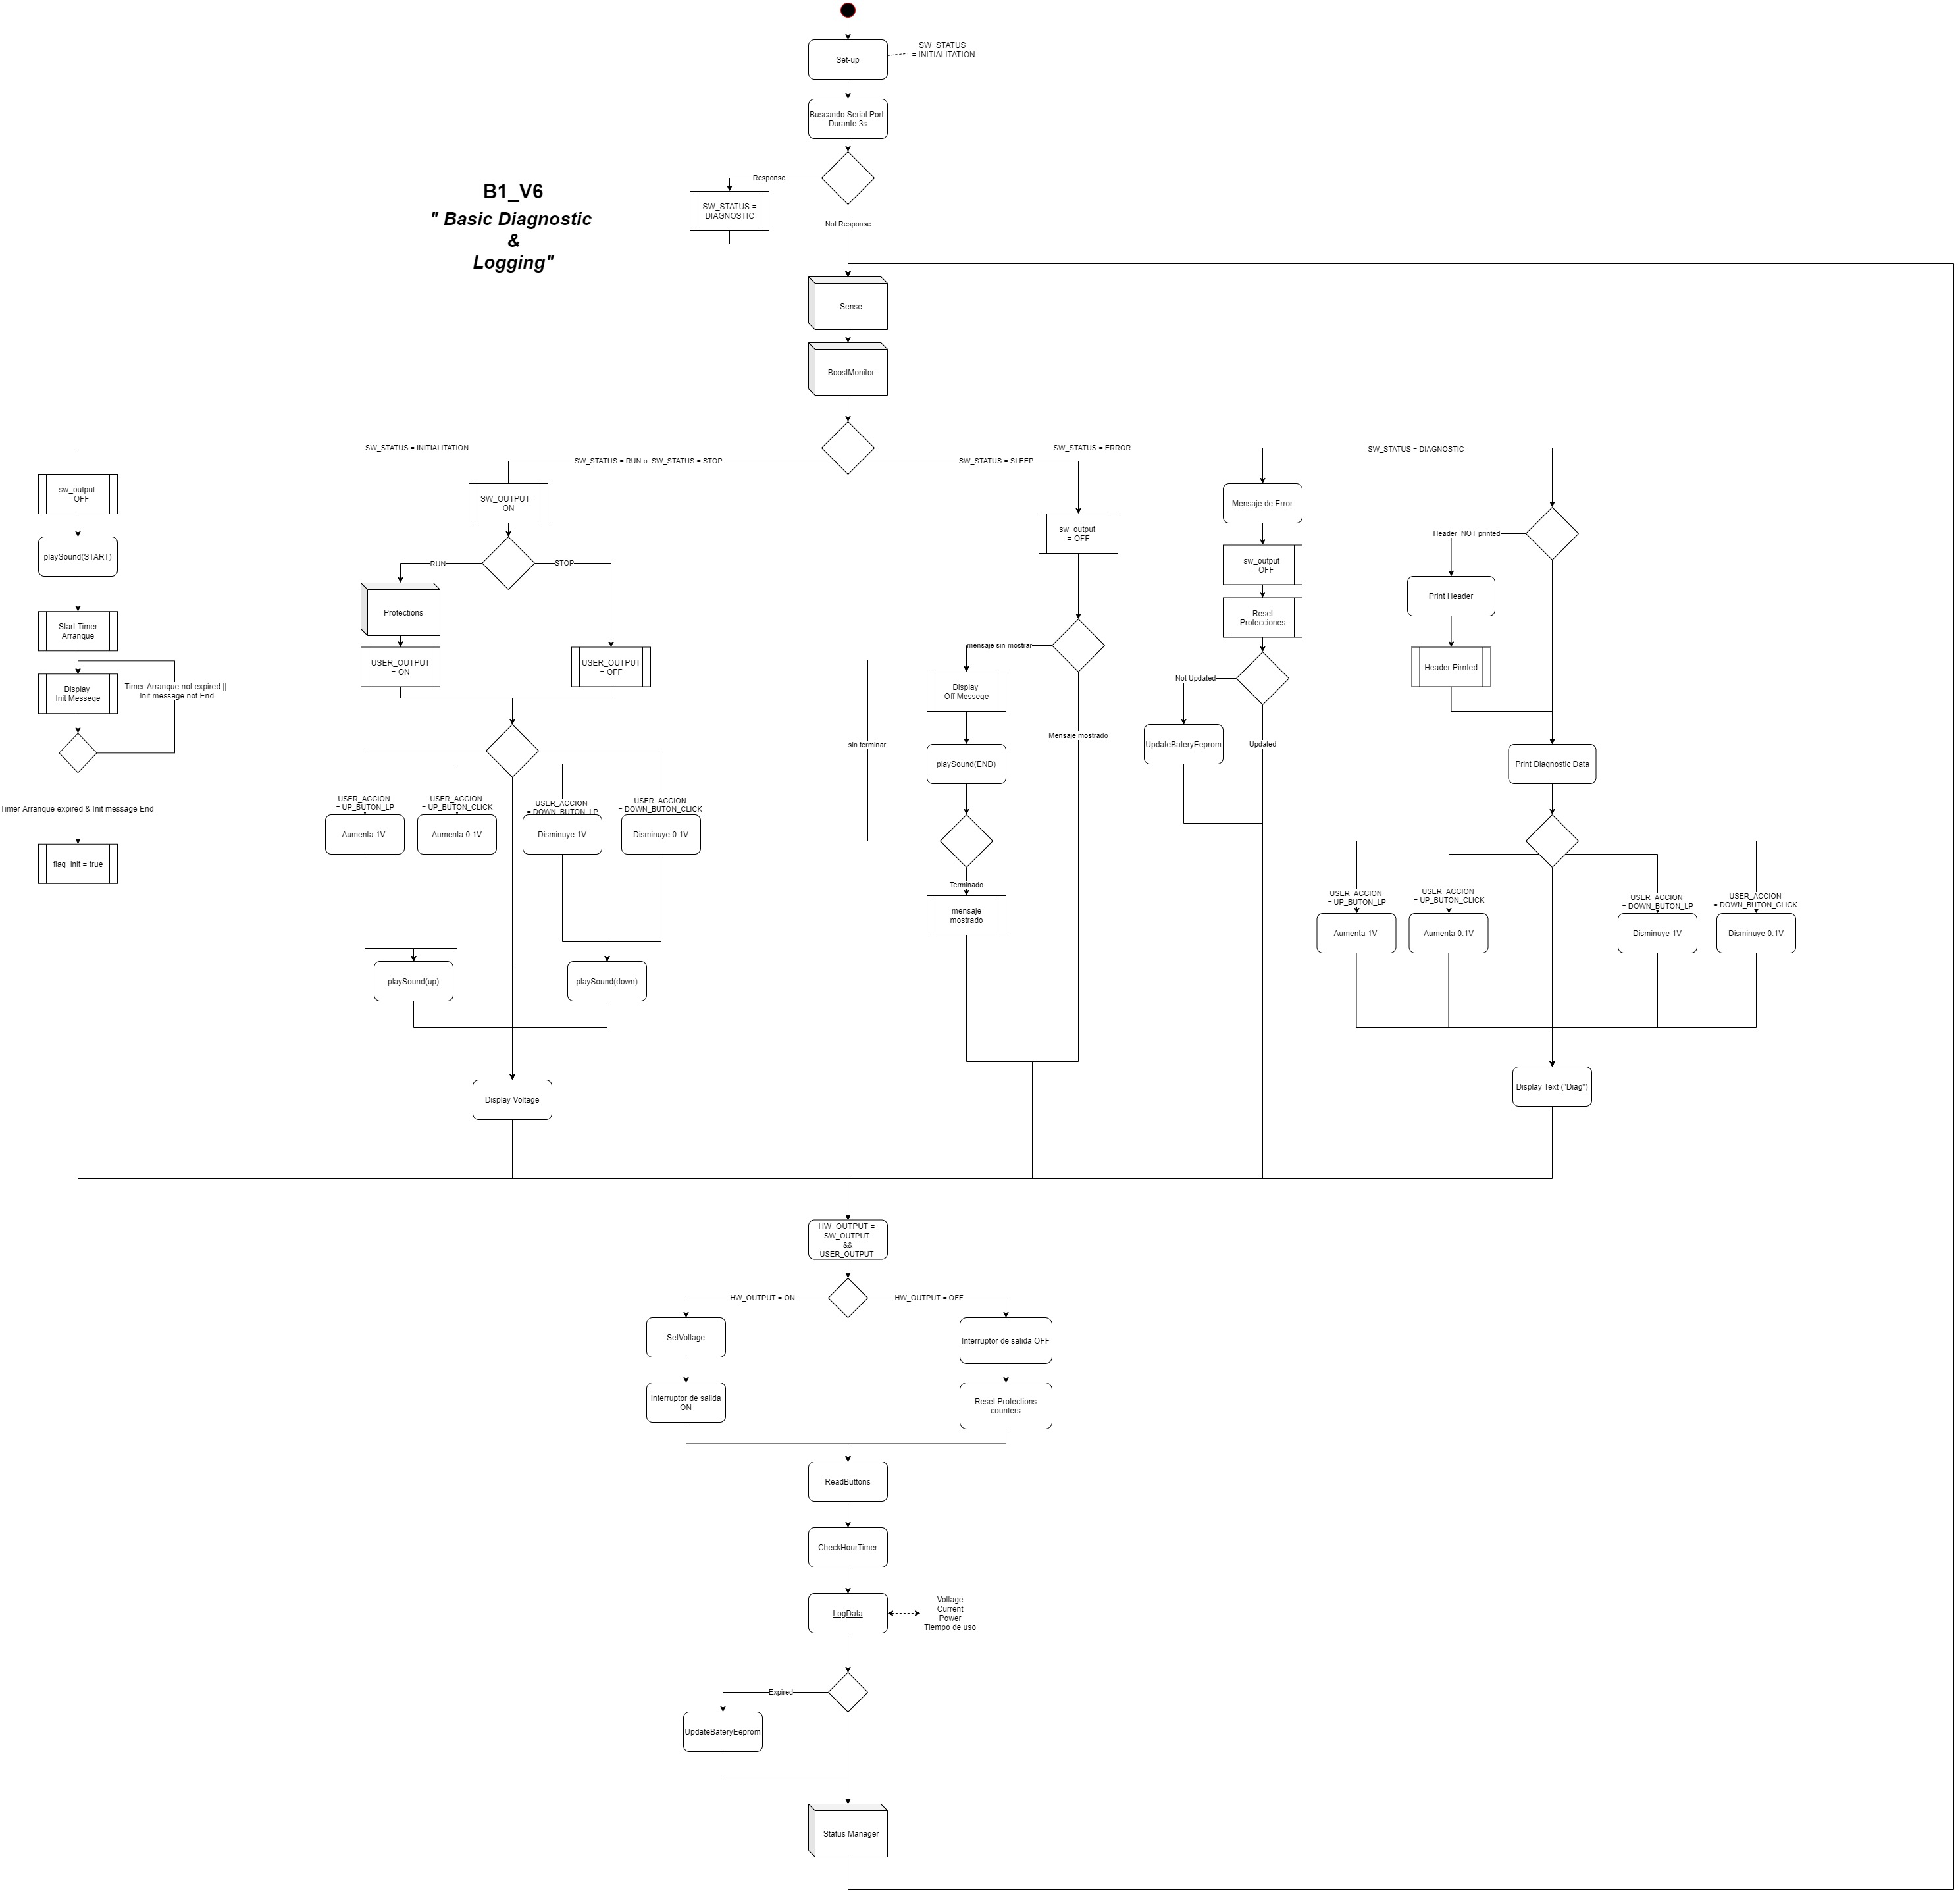 SW_STATUS
= INITIALITATION
Set-up
Buscando Serial Port
Durante 3s
B1_V6
" Basic Diagnostic
&
Logging"
Response
SW_STATUS =
DIAGNOSTIC
Not Response
Sense
BoostMonitor
SW_STATUS = INITIALITATION
SW_STATUS = RUN o  SW_STATUS = STOP
SW_STATUS = SLEEP
SW_STATUS = ERROR
SW_STATUS = DIAGNOSTIC
sw_output
= OFF
playSound(START)
Start Timer
Arranque
Display
Init Messege
Timer Arranque not expired ||
Init message not End
Timer Arranque expired & Init message End
flag_init = true
SW_OUTPUT =
ON
RUN
STOP
Protections
USER_OUTPUT
= ON
USER_OUTPUT
= OFF
USER_ACCION
= UP_BUTON_LP
USER_ACCION
= UP_BUTON_CLICK
USER_ACCION
= DOWN_BUTON_LP
USER_ACCION
= DOWN_BUTON_CLICK
Aumenta 1V
Aumenta 0.1V
Disminuye 1V
Disminuye 0.1V
playSound(up)
playSound(down)
Display Voltage
sw_output
= OFF
mensaje sin mostrar
Display
Off Messege
sin terminar
Mensaje mostrado
playSound(END)
Terminado
mensaje
mostrado
Mensaje de Error
sw_output
= OFF
Reset
Protecciones
Not Updated
UpdateBateryEeprom
Updated
Header  NOT printed
Print Header
Header Pirnted
Print Diagnostic Data
USER_ACCION
= UP_BUTON_LP
USER_ACCION
= UP_BUTON_CLICK
USER_ACCION
= DOWN_BUTON_LP
USER_ACCION
= DOWN_BUTON_CLICK
Aumenta 1V
Aumenta 0.1V
Disminuye 1V
Disminuye 0.1V
Display Text ("Diag")
HW_OUTPUT =
SW_OUTPUT
&&
USER_OUTPUT
HW_OUTPUT = ON
HW_OUTPUT = OFF
SetVoltage
Interruptor de salida OFF
Interruptor de salida
ON
Reset Protections
counters
ReadButtons
CheckHourTimer
LogData
Voltage
Current
Power
Tiempo de uso
Expired
UpdateBateryEeprom
Status Manager